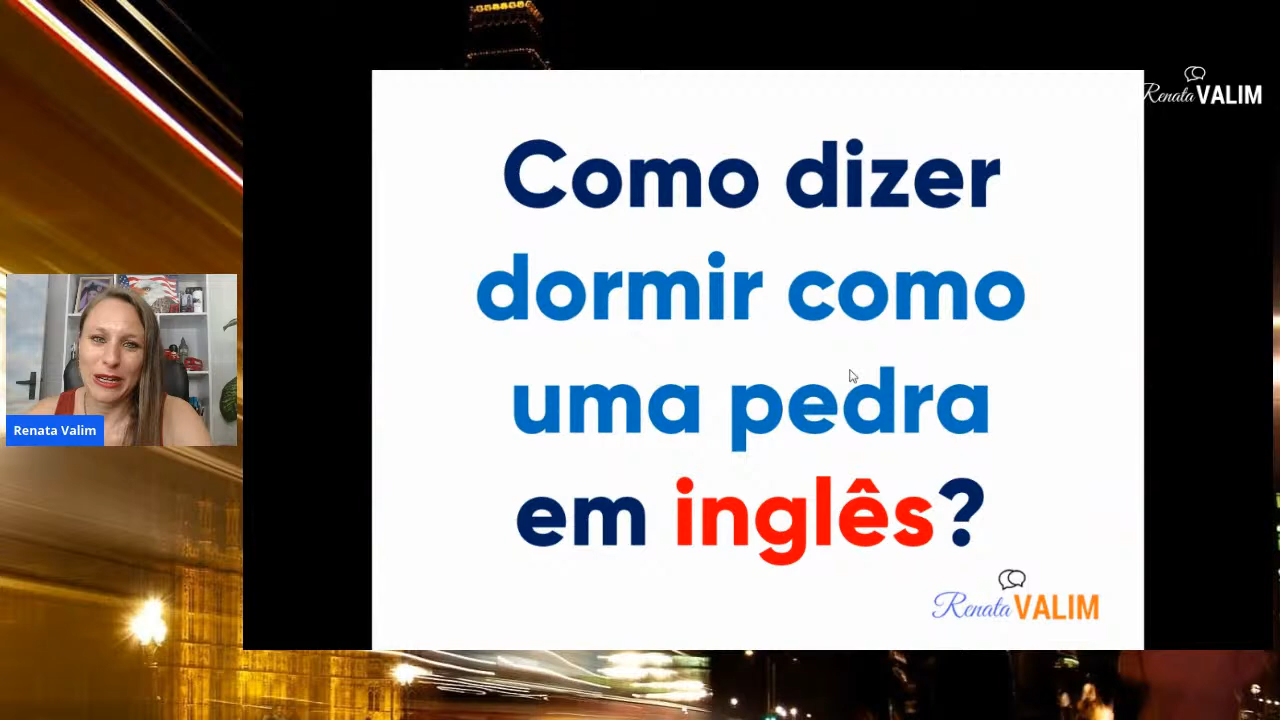 Renata VALIM
Como dizer
dormir como
uma pedra
em inglês?
Renata VALIM
Renata Valim